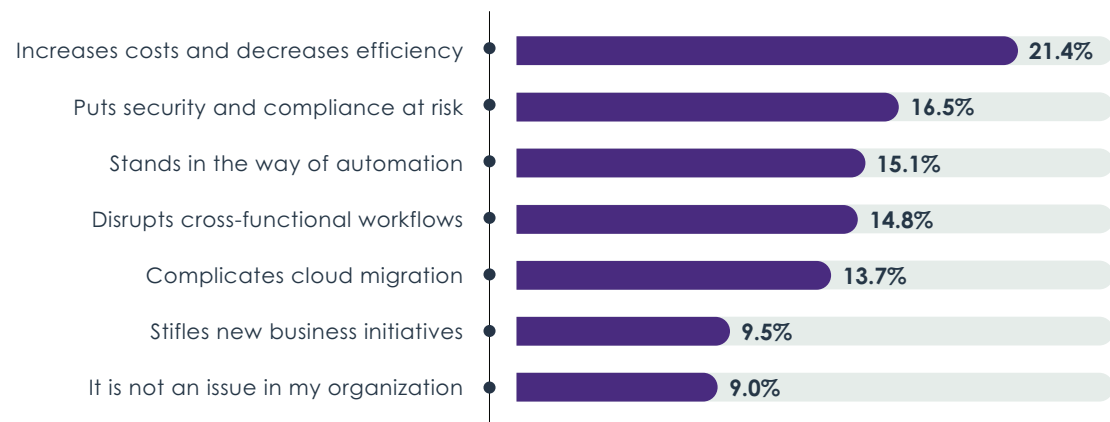 Increases costs and decreases efficiency 21.4%
Puts security and compliance at risk 16.5%
Stands in the way of automation 15.1%
Disrupts cross-functional workflows 14.8%
Complicates cloud migration 13.7%
Stifles new business initiatives 9.5%
It is not an issue in my organization 9.0%